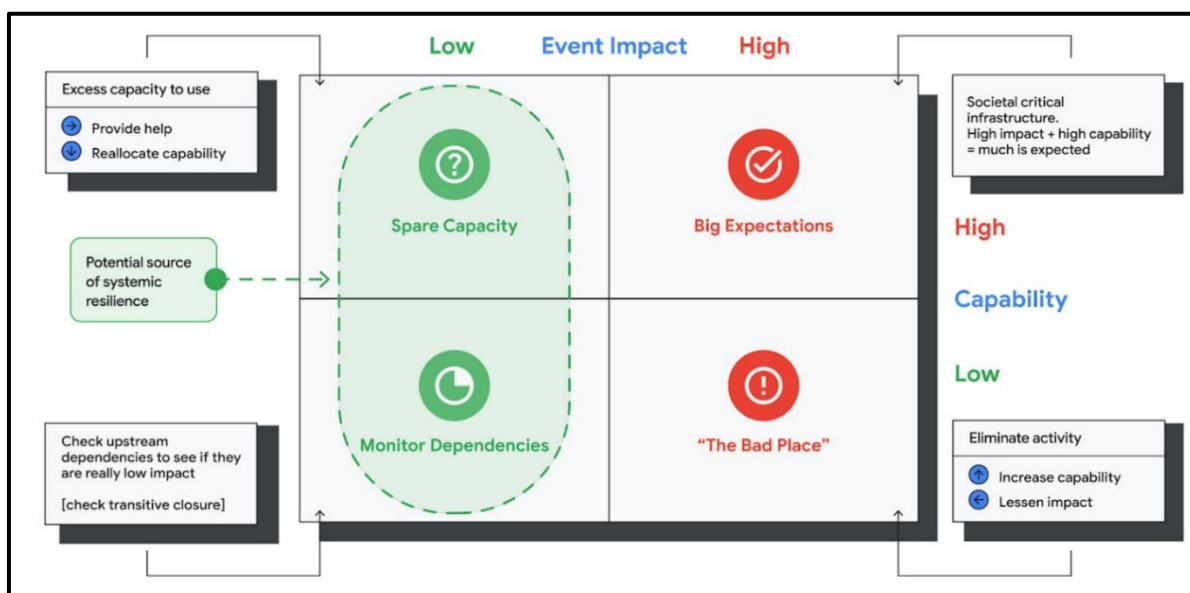 Low Event Impact High
Excess capacity to use
Provide help
Reallocate capability
Societal critical
infrastructure.
High impact + high capability
= much is expected
Spare Capacity
Big Expectations
High
Potential source
of systemic
resilience
Capability
Low
Monitor Dependencies
"The Bad Place"
Check upstream
dependencies to see if they
are really low impact
[check transitive closure]
Eliminate activity
Increase capability
Lessen impact